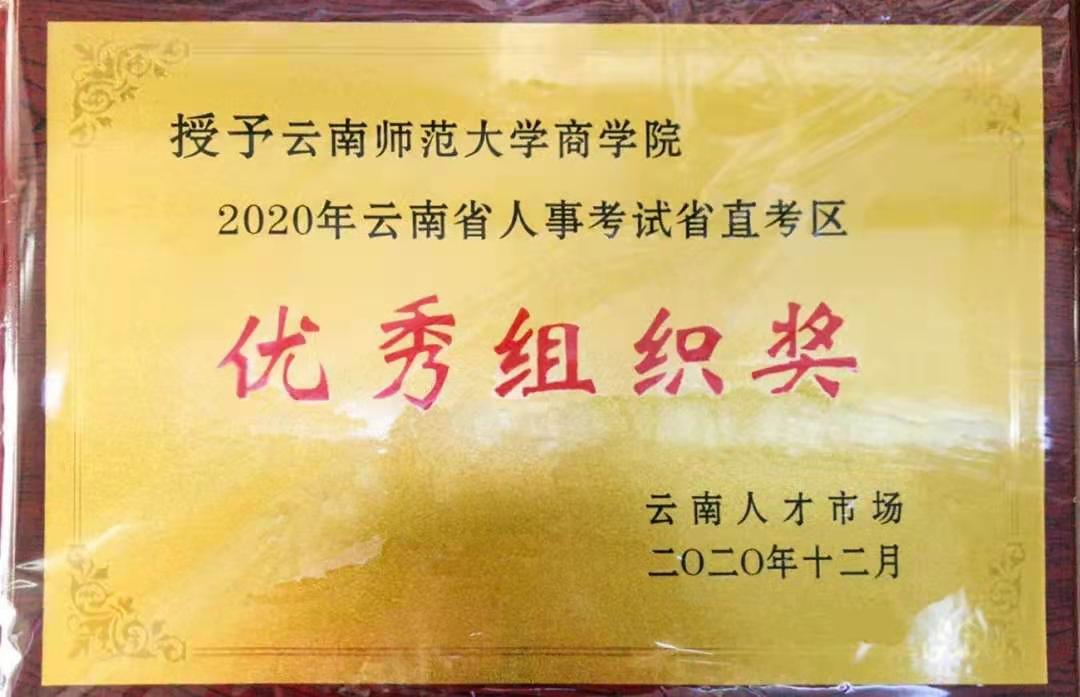 授予云南师范大学商学院
2020年云南省人事考试省直考区
优秀组织奖
云南人才市场
二〇二〇年十二月